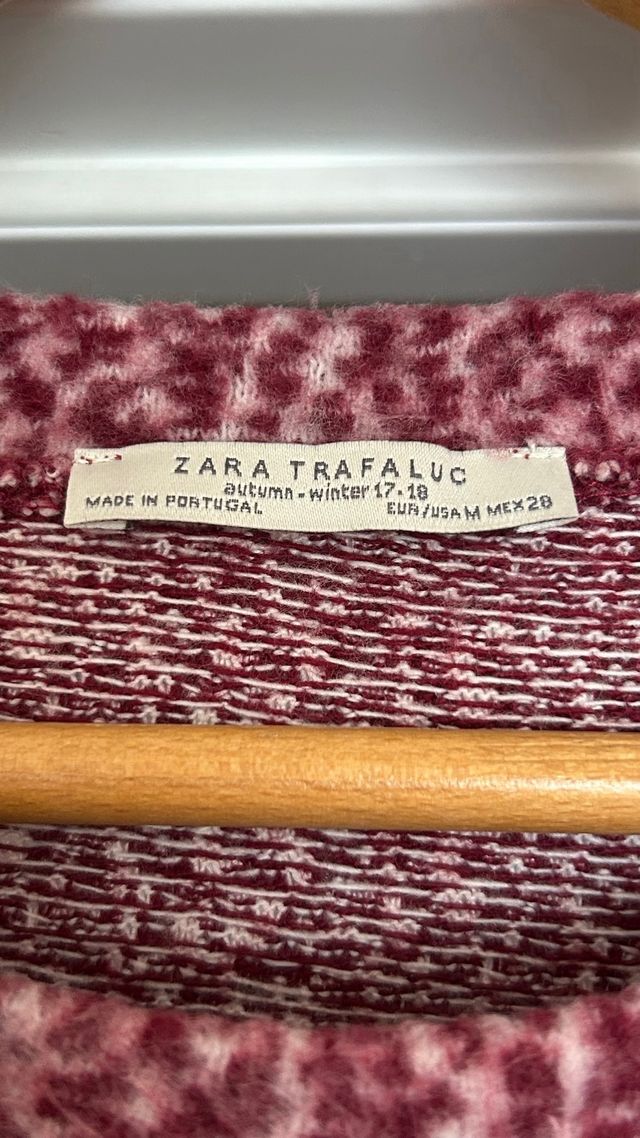 ZARA TRAFALUC
autumn-winter 17-18
MADE IN PORTUGAL
EUR/USA M MEX 28